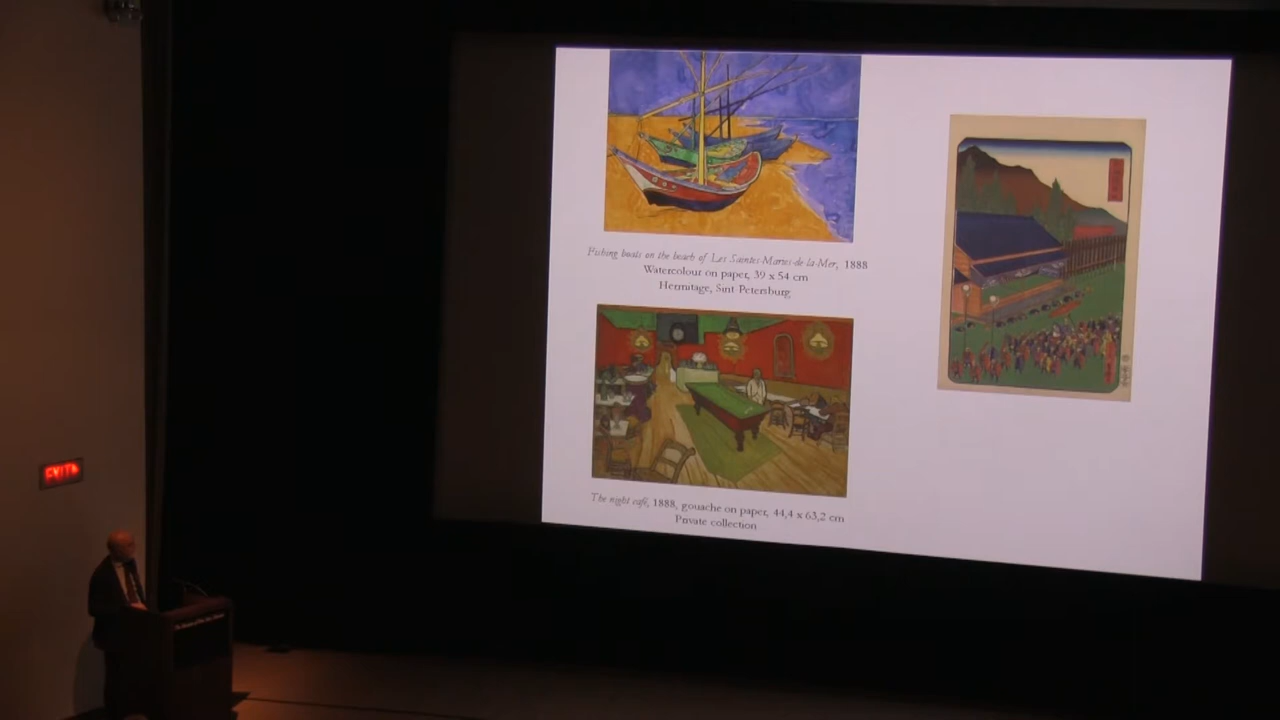 Fishing boats on the beach of Les Saintes-Maries-de-la-Mer, 1888
Watercolour on paper, 39 x 54 cm
Hermitage, Sint Petersburg
The night café, 1888, gouache on paper, 44,4 x 63,2 cm
Private collection
EXIT